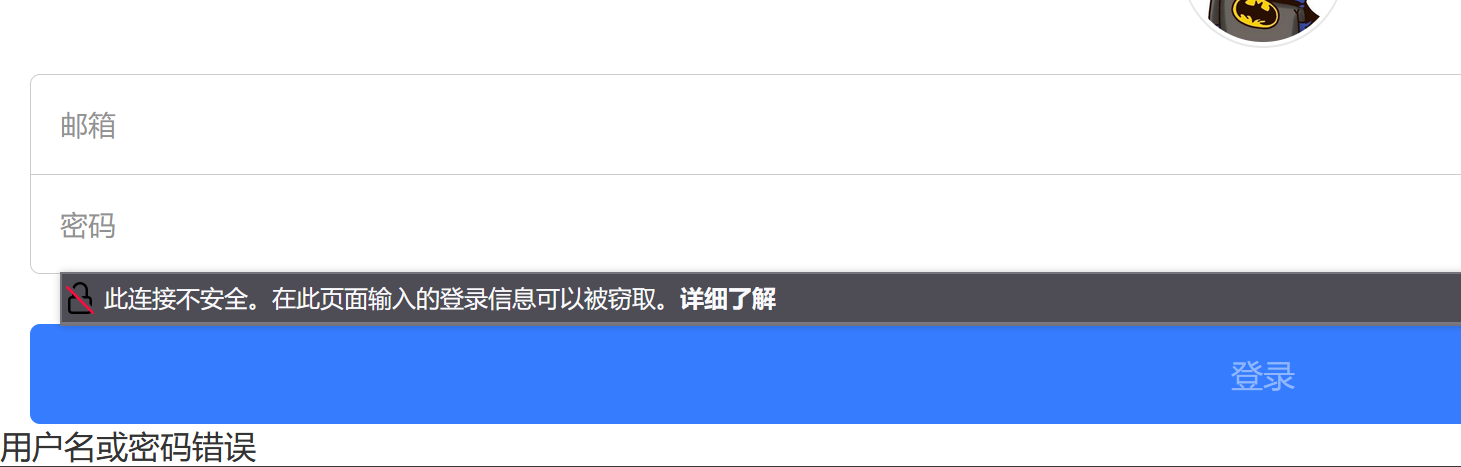 邮箱
密码
此连接不安全。在此页面输入的登录信息可以被窃取。详细了解
登录
用户名或密码错误